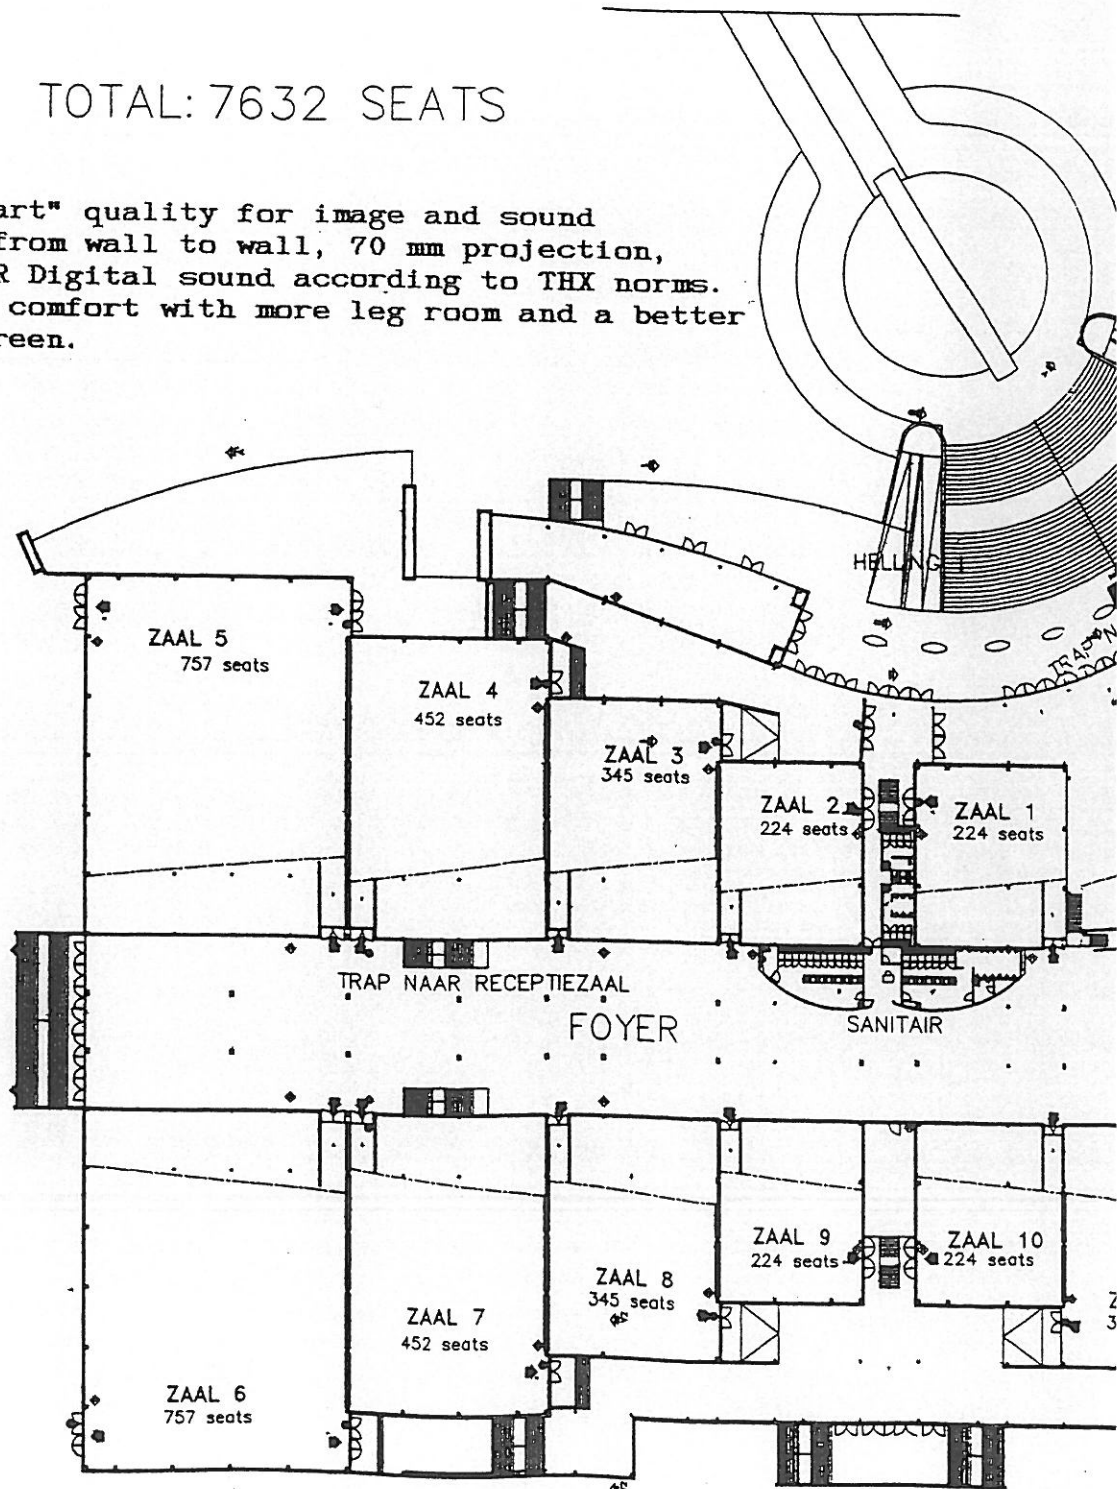 TOTAL: 7632 SEATS
art" quality for image and sound
from wall to wall, 70 mm projection,
R Digital sound according to THX norms.
comfort with more leg room and a better
reen.
HELLING 1
ZAAL 5
757 seats
ZAAL 4
452 seats
ZAAL 3
345 seats
ZAAL 2
224 seats
ZAAL 1
224 seats
TRAP NAAR RECEPTIEZAAL
FOYER
SANITAIR
ZAAL 9
224 seats
ZAAL 10
224 seats
ZAAL 8
345 seats
ZAAL 7
452 seats
ZAAL 6
757 seats
Z
3